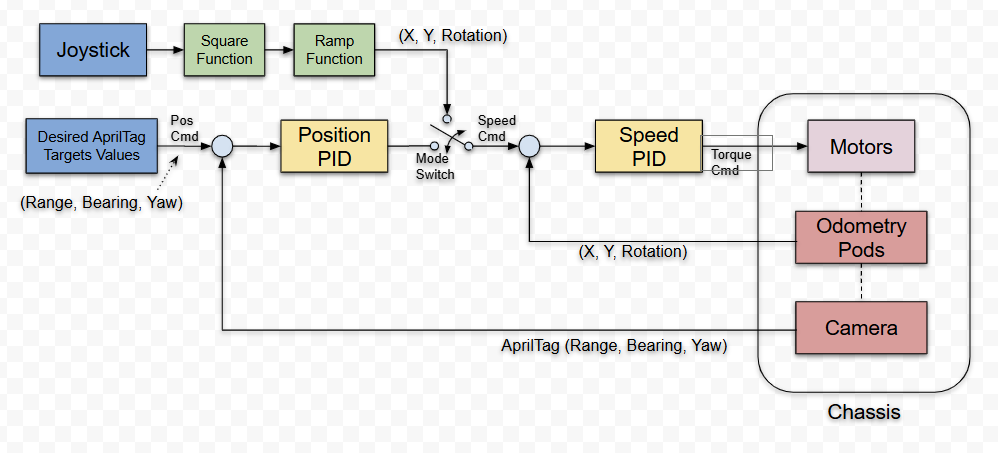 Joystick
Square
Function
Ramp
Function
(X, Y, Rotation)
Desired AprilTag
Targets Values
Pos
Cmd
(Range, Bearing, Yaw)
Position
PID
Mode
Switch
Speed
Cmd
Speed
PID
Torque
Cmd
Motors
Odometry
Pods
(X, Y, Rotation)
Camera
AprilTag (Range, Bearing, Yaw)
Chassis